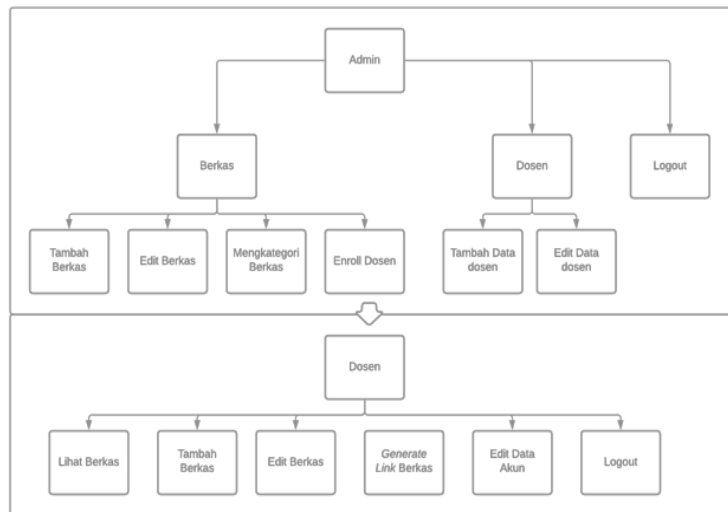 Admin
Berkas
Dosen
Logout
Tambah
Berkas
Edit Berkas
Mengkategori
Berkas
Enroll Dosen
Tambah Data
dosen
Edit Data
dosen
Dosen
Lihat Berkas
Tambah
Berkas
Edit Berkas
Generate
Link Berkas
Edit Data
Akun
Logout